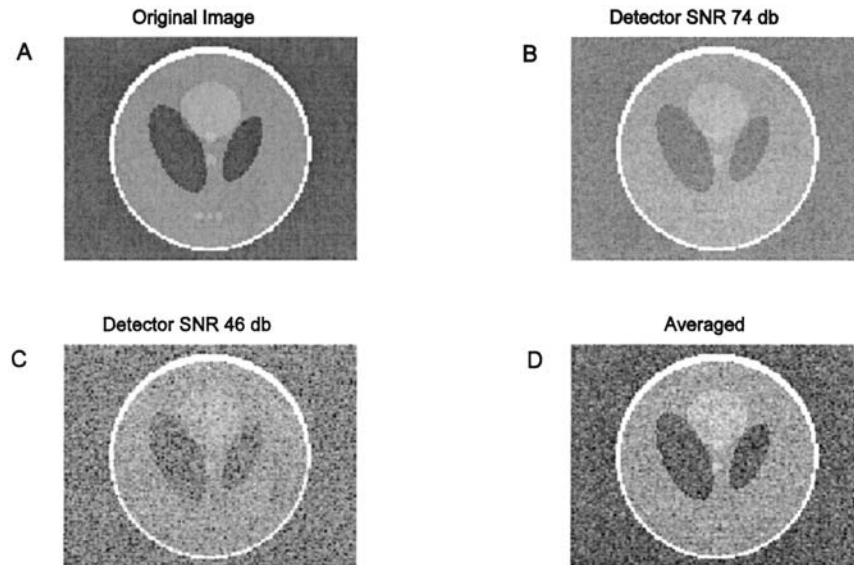 Original Image
A
Detector SNR 74 db
B
Detector SNR 46 db
C
Averaged
D